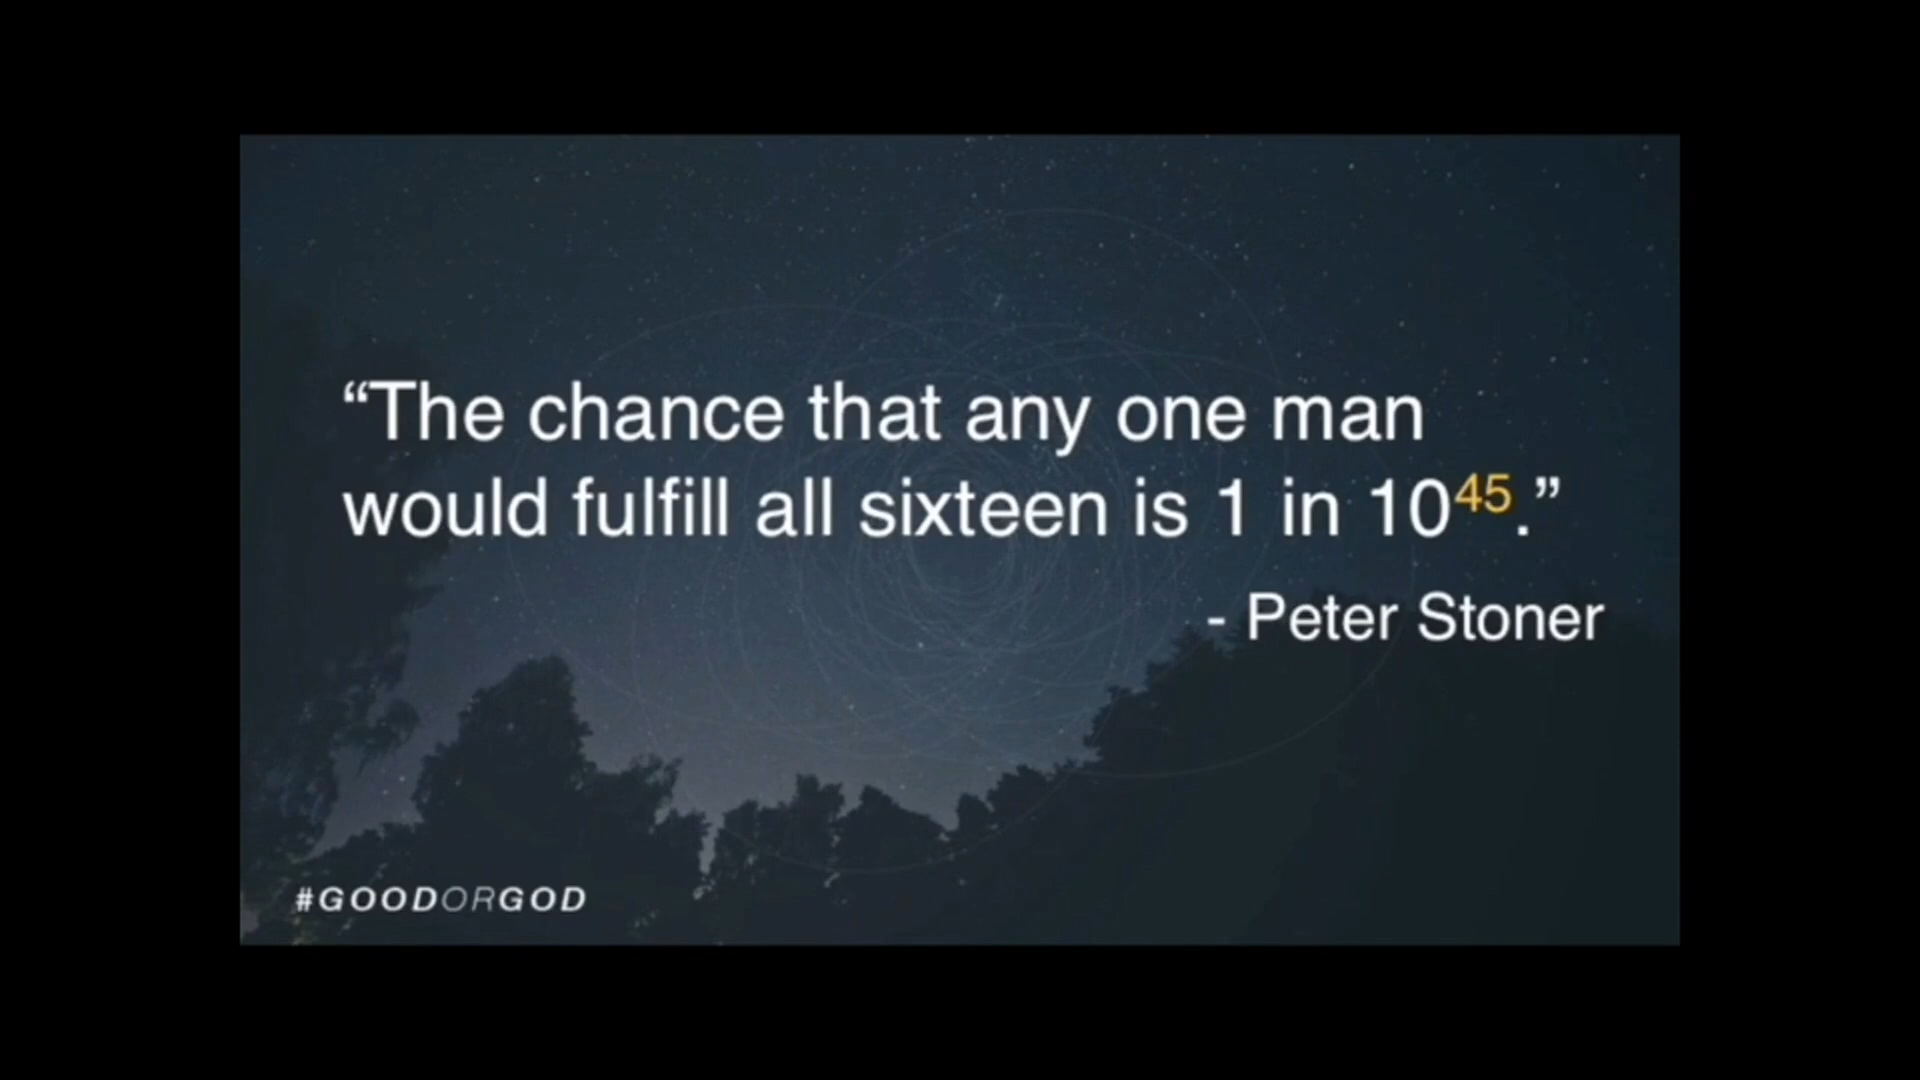 “The chance that any one man
would fulfill all sixteen is 1 in 10⁴⁵.”
- Peter Stoner
#GOODORGOD